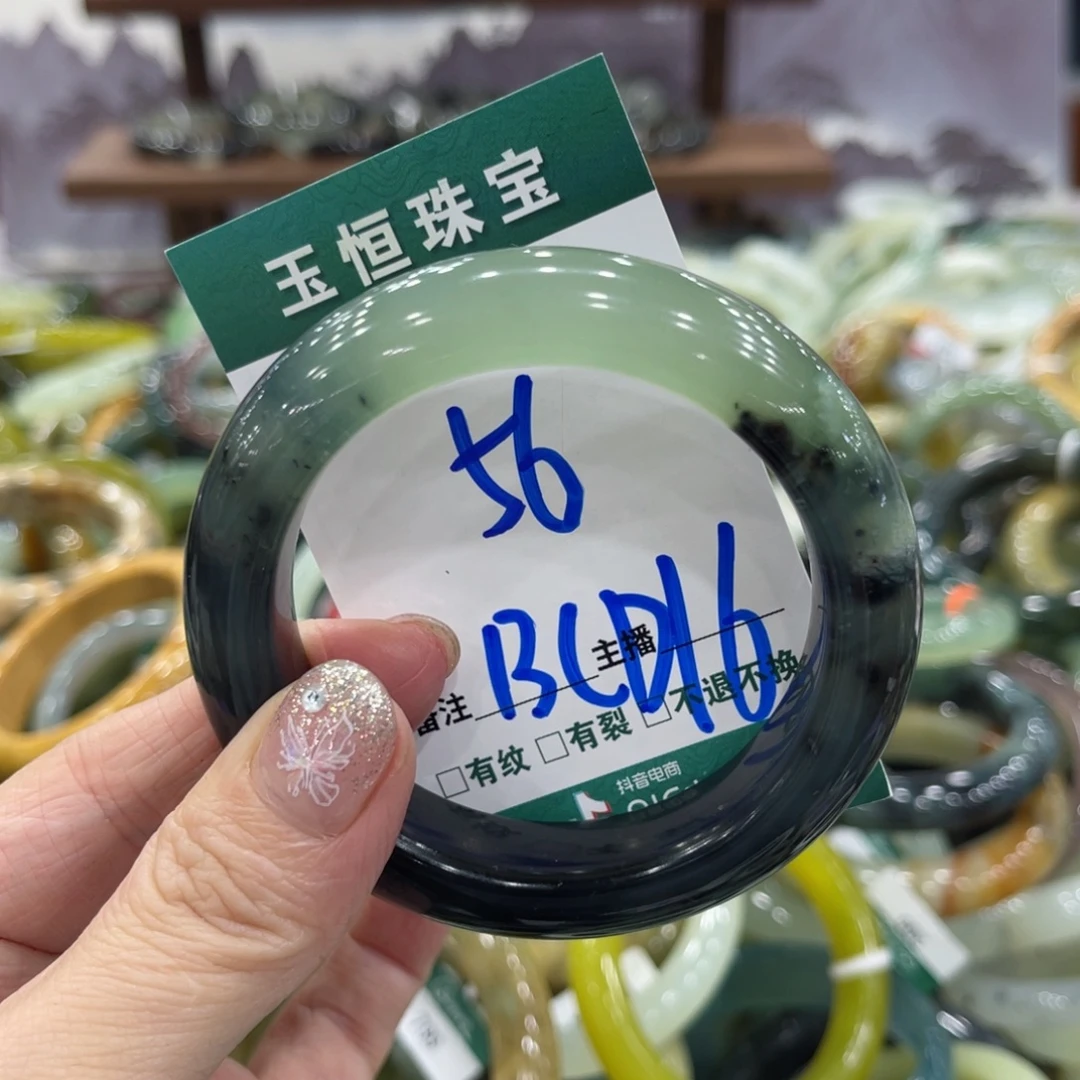 玉恒珠宝
56
BCD16
主播
备注
□有纹 □有裂 □不退不换
抖音电商